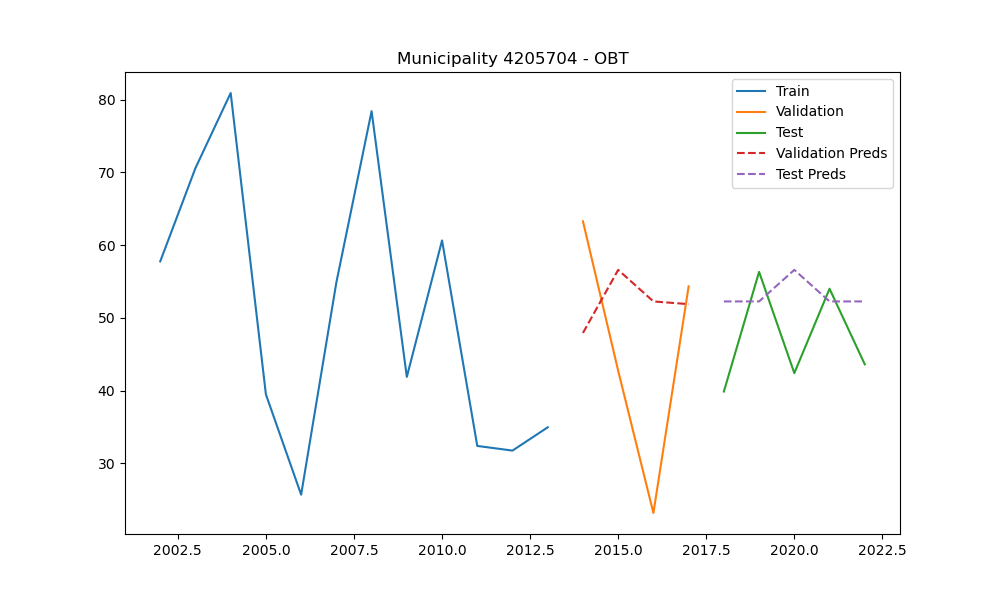 Municipality 4205704 - OBT
Train
Validation
Test
Validation Preds
Test Preds
80
70
60
50
40
30
2002.5 2005.0 2007.5 2010.0 2012.5 2015.0 2017.5 2020.0 2022.5